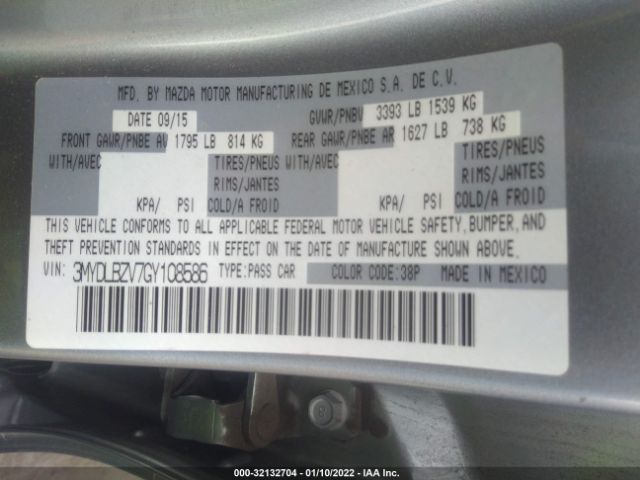 MFD. BY MAZDA MOTOR MANUFACTURING DE MEXICO S.A. DE C.V.
DATE 09/15 GVWR/PNBV 3393 LB 1539 KG
FRONT GAWR/PNBE AV 1795 LB 814 KG REAR GAWR/PNBE AR 1627 LB 738 KG
WITH/AVEC TIRES/PNEUS WITH/AVEC TIRES/PNEUS
RIMS/JANTES RIMS/JANTES
KPA/ PSI COLD/A FROID KPA/ PSI COLD/A FROID
THIS VEHICLE CONFORMS TO ALL APPLICABLE FEDERAL MOTOR VEHICLE SAFETY, BUMPER, AND
THEFT PREVENTION STANDARDS IN EFFECT ON THE DATE OF MANUFACTURE SHOWN ABOVE.
VIN: 3MYDLBZV7GY108586 TYPE:PASS CAR COLOR CODE:38P MADE IN MEXICO
000-32132704 - 01/10/2022 - IAA Inc.